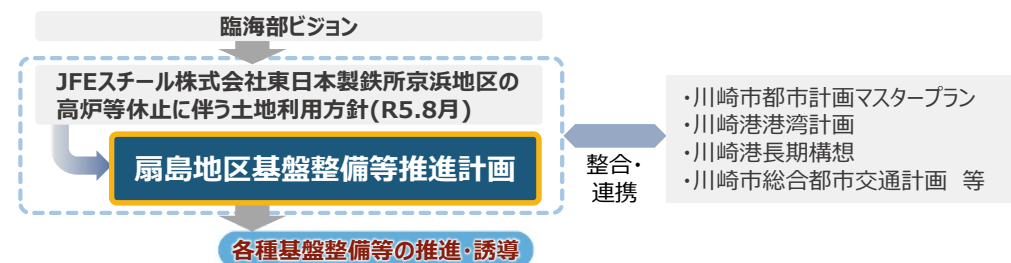 臨海部ビジョン
JFEスチール株式会社東日本製鉄所京浜地区の
高炉等休止に伴う土地利用方針(R5.8月)
扇島地区基盤整備等推進計画
各種基盤整備等の推進・誘導
整合・
連携
・川崎市都市計画マスタープラン
・川崎港港湾計画
・川崎港長期構想
・川崎市総合都市交通計画 等